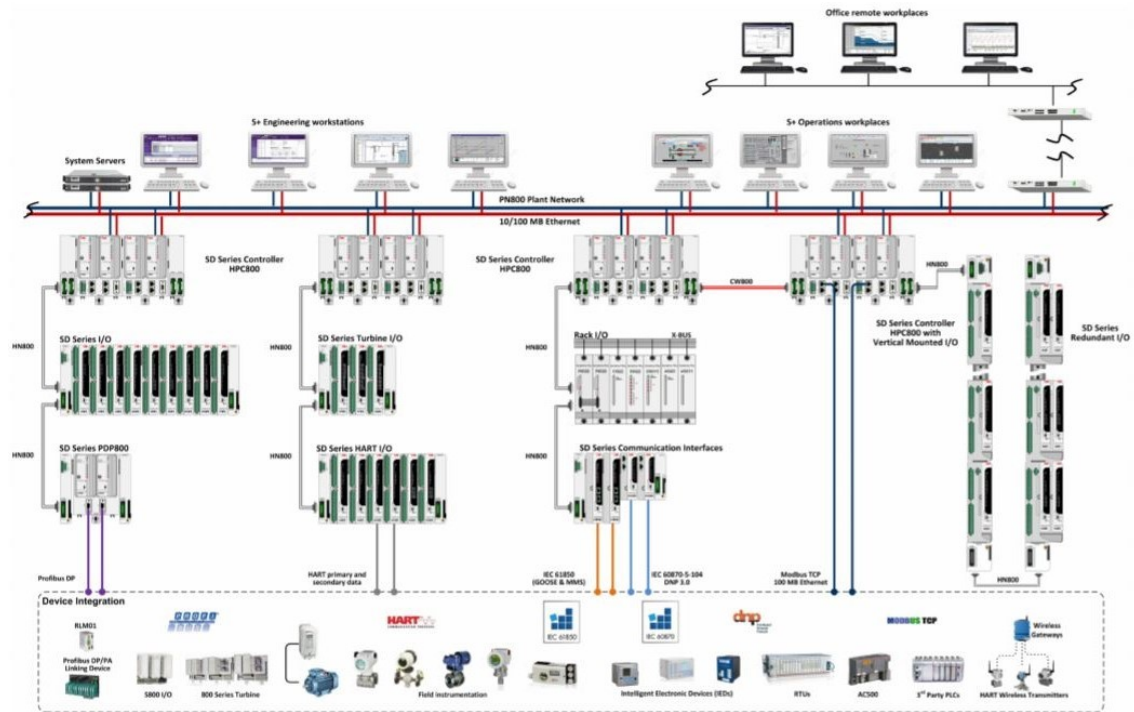 Office remote workplaces
S+ Engineering workstations
S+ Operations workplaces
System Servers
PN800 Plant Network
10/100 MB Ethernet
SD Series Controller
HPC800
SD Series Controller
HPC800
CW800
HN800
SD Series Controller
HPC800 with
Vertical Mounted I/O
SD Series
Redundant I/O
HN800
HN800
HN800
SD Series I/O
SD Series Turbine I/O
Rack I/O
X-BUS
HN800
HN800
HN800
SD Series PDP800
SD Series HART I/O
SD Series Communication Interfaces
Profibus DP
HART primary and
secondary data
IEC 61850
(GOOSE & MMS)
IEC 60870-5-104
DNP 3.0
Modbus TCP
100 MB Ethernet
HN800
Device Integration
RLM01
HART
IEC 61850
IEC 60870
dnp
MODBUS TCP
Wireless
Gateways
Profibus DP/PA
Linking Device
S800 I/O
800 Series Turbine
Field instrumentation
Intelligent Electronic Devices (IEDs)
RTUs
AC500
3rd Party PLCs
HART Wireless Transmitters